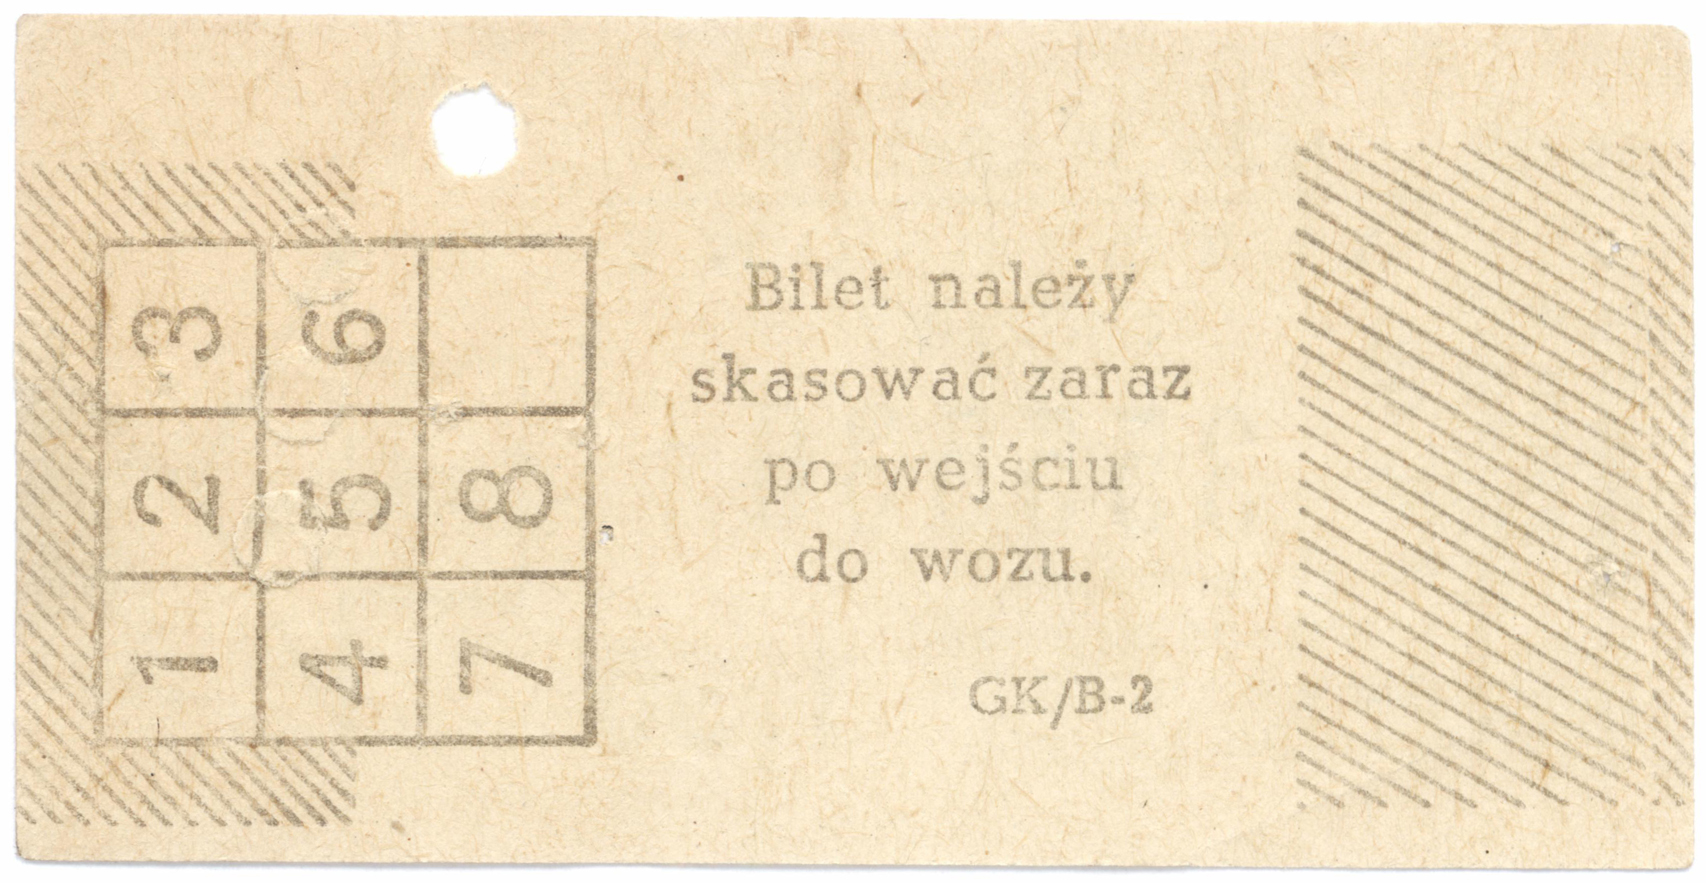 3 6
2 5 8
1 4 7
Bilet należy
skasować zaraz
po wejściu
do wozu.
GK/B-2